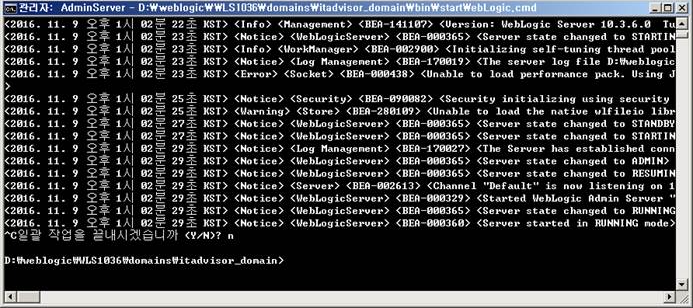 관리자: AdminServer - D:₩weblogic₩WLS1036₩domains₩itadvisor_domain₩bin₩startWebLogic.cmd
<2016. 11. 9 오후 1시 02분 22초 KST> <Info> <Management> <BEA-141107> <Version: WebLogic Server 10.3.6.0  Tu
<2016. 11. 9 오후 1시 02분 23초 KST> <Notice> <WebLogicServer> <BEA-000365> <Server state changed to STARTIN
<2016. 11. 9 오후 1시 02분 23초 KST> <Info> <WorkManager> <BEA-002900> <Initializing self-tuning thread pool
<2016. 11. 9 오후 1시 02분 23초 KST> <Notice> <Log Management> <BEA-170019> <The server log file D:₩weblogic
<2016. 11. 9 오후 1시 02분 23초 KST> <Error> <Socket> <BEA-000438> <Unable to load performance pack. Using J
>
<2016. 11. 9 오후 1시 02분 25초 KST> <Notice> <Security> <BEA-090082> <Security initializing using security
<2016. 11. 9 오후 1시 02분 25초 KST> <Warning> <Store> <BEA-280109> <Unable to load the native wlfileio libr
<2016. 11. 9 오후 1시 02분 27초 KST> <Notice> <WebLogicServer> <BEA-000365> <Server state changed to STANDBY
<2016. 11. 9 오후 1시 02분 27초 KST> <Notice> <WebLogicServer> <BEA-000365> <Server state changed to STARTIN
<2016. 11. 9 오후 1시 02분 29초 KST> <Notice> <Log Management> <BEA-170027> <The Server has established conn
<2016. 11. 9 오후 1시 02분 29초 KST> <Notice> <WebLogicServer> <BEA-000365> <Server state changed to ADMIN>
<2016. 11. 9 오후 1시 02분 29초 KST> <Notice> <WebLogicServer> <BEA-000365> <Server state changed to RESUMIN
<2016. 11. 9 오후 1시 02분 29초 KST> <Notice> <Server> <BEA-002613> <Channel "Default" is now listening on 1
<2016. 11. 9 오후 1시 02분 29초 KST> <Notice> <WebLogicServer> <BEA-000329> <Started WebLogic Admin Server "
<2016. 11. 9 오후 1시 02분 29초 KST> <Notice> <WebLogicServer> <BEA-000365> <Server state changed to RUNNING
<2016. 11. 9 오후 1시 02분 29초 KST> <Notice> <WebLogicServer> <BEA-000360> <Server started in RUNNING mode>
^C일괄 작업을 끝내시겠습니까 (Y/N)? n
D:₩weblogic₩WLS1036₩domains₩itadvisor_domain>